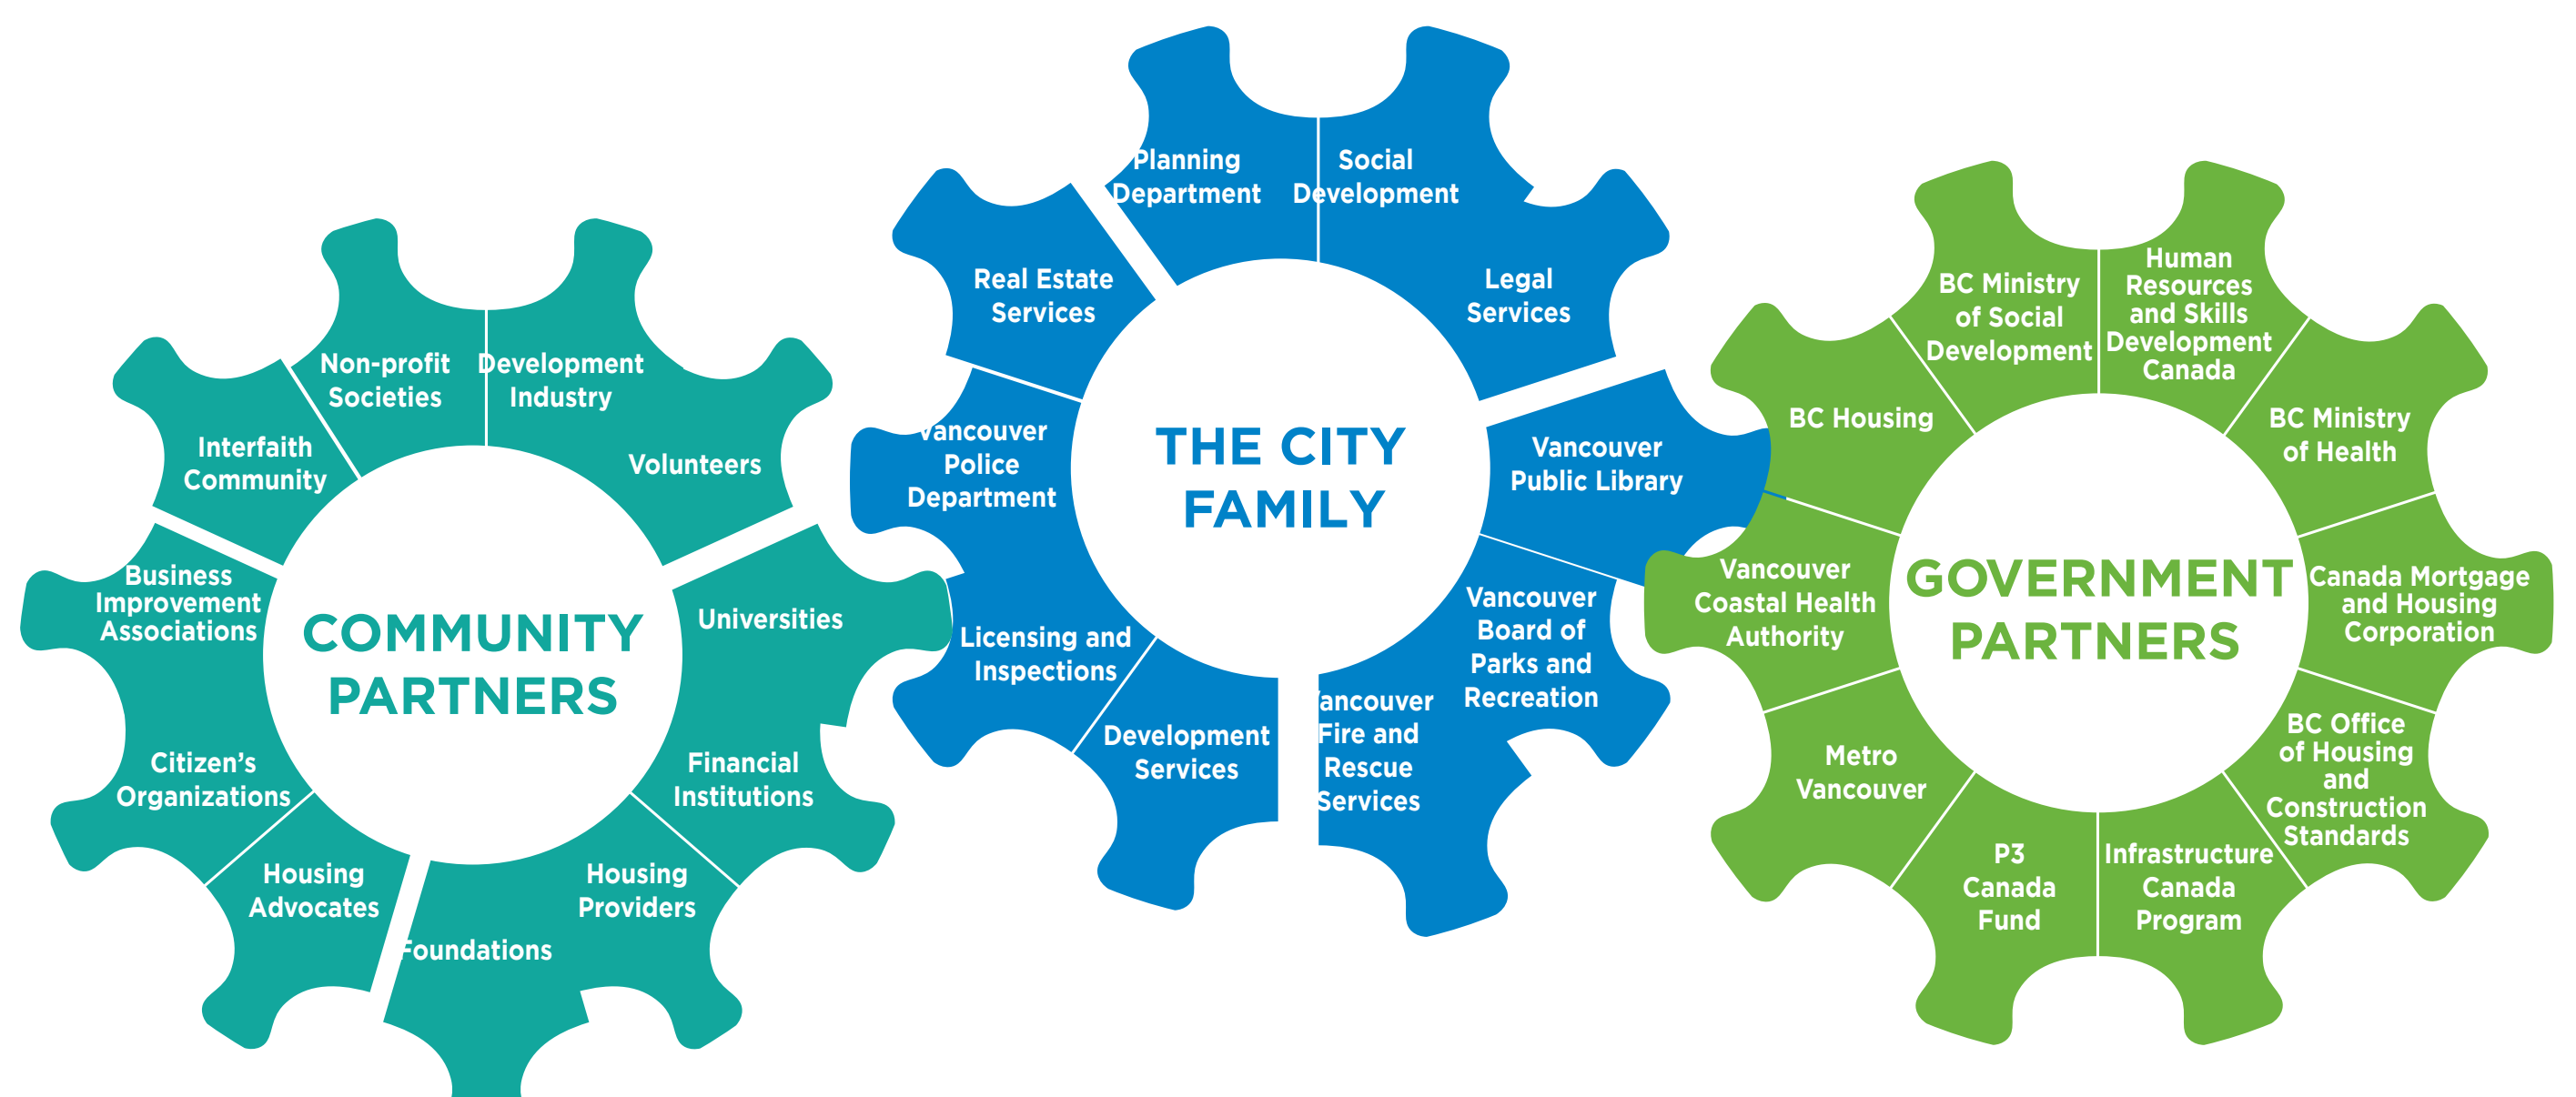 COMMUNITY
PARTNERS
Non-profit
Societies
Development
Industry
Volunteers
Universities
Financial
Institutions
Housing
Providers
Foundations
Housing
Advocates
Citizen's
Organizations
Business
Improvement
Associations
Interfaith
Community
THE CITY
FAMILY
Planning
Department
Social
Development
Legal
Services
Vancouver
Public Library
Vancouver
Board of
Parks and
Recreation
Vancouver
Fire and
Rescue
Services
Development
Services
Licensing and
Inspections
Vancouver
Police
Department
Real Estate
Services
GOVERNMENT
PARTNERS
BC Ministry
of Social
Development
Human
Resources
and Skills
Development
Canada
BC Ministry
of Health
Canada Mortgage
and Housing
Corporation
BC Office
of Housing
and
Construction
Standards
Infrastructure
Canada
Program
P3
Canada
Fund
Metro
Vancouver
Vancouver
Coastal Health
Authority
BC Housing